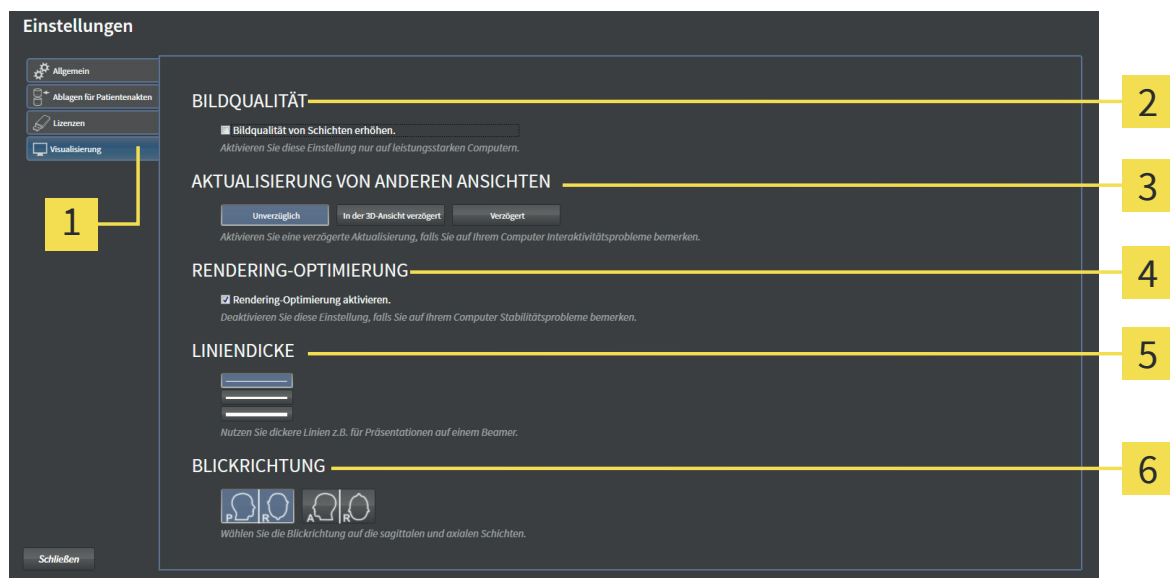 Einstellungen
Allgemein
Ablagen für Patientenakten
Lizenzen
Visualisierung
1
BILDQUALITÄT
2
Bildqualität von Schichten erhöhen.
Aktivieren Sie diese Einstellung nur auf leistungsstarken Computern.
AKTUALISIERUNG VON ANDEREN ANSICHTEN
3
Unverzüglich
In der 3D-Ansicht verzögert
Verzögert
Aktivieren Sie eine verzögerte Aktualisierung, falls Sie auf Ihrem Computer Interaktivitätsprobleme bemerken.
RENDERING-OPTIMIERUNG
4
Rendering-Optimierung aktivieren.
Deaktivieren Sie diese Einstellung, falls Sie auf Ihrem Computer Stabilitätsprobleme bemerken.
LINIENDICKE
5
Nutzen Sie dickere Linien z.B. für Präsentationen auf einem Beamer.
BLICKRICHTUNG
6
P R A R
Wählen Sie die Blickrichtung auf die sagittalen und axialen Schichten.
Schließen